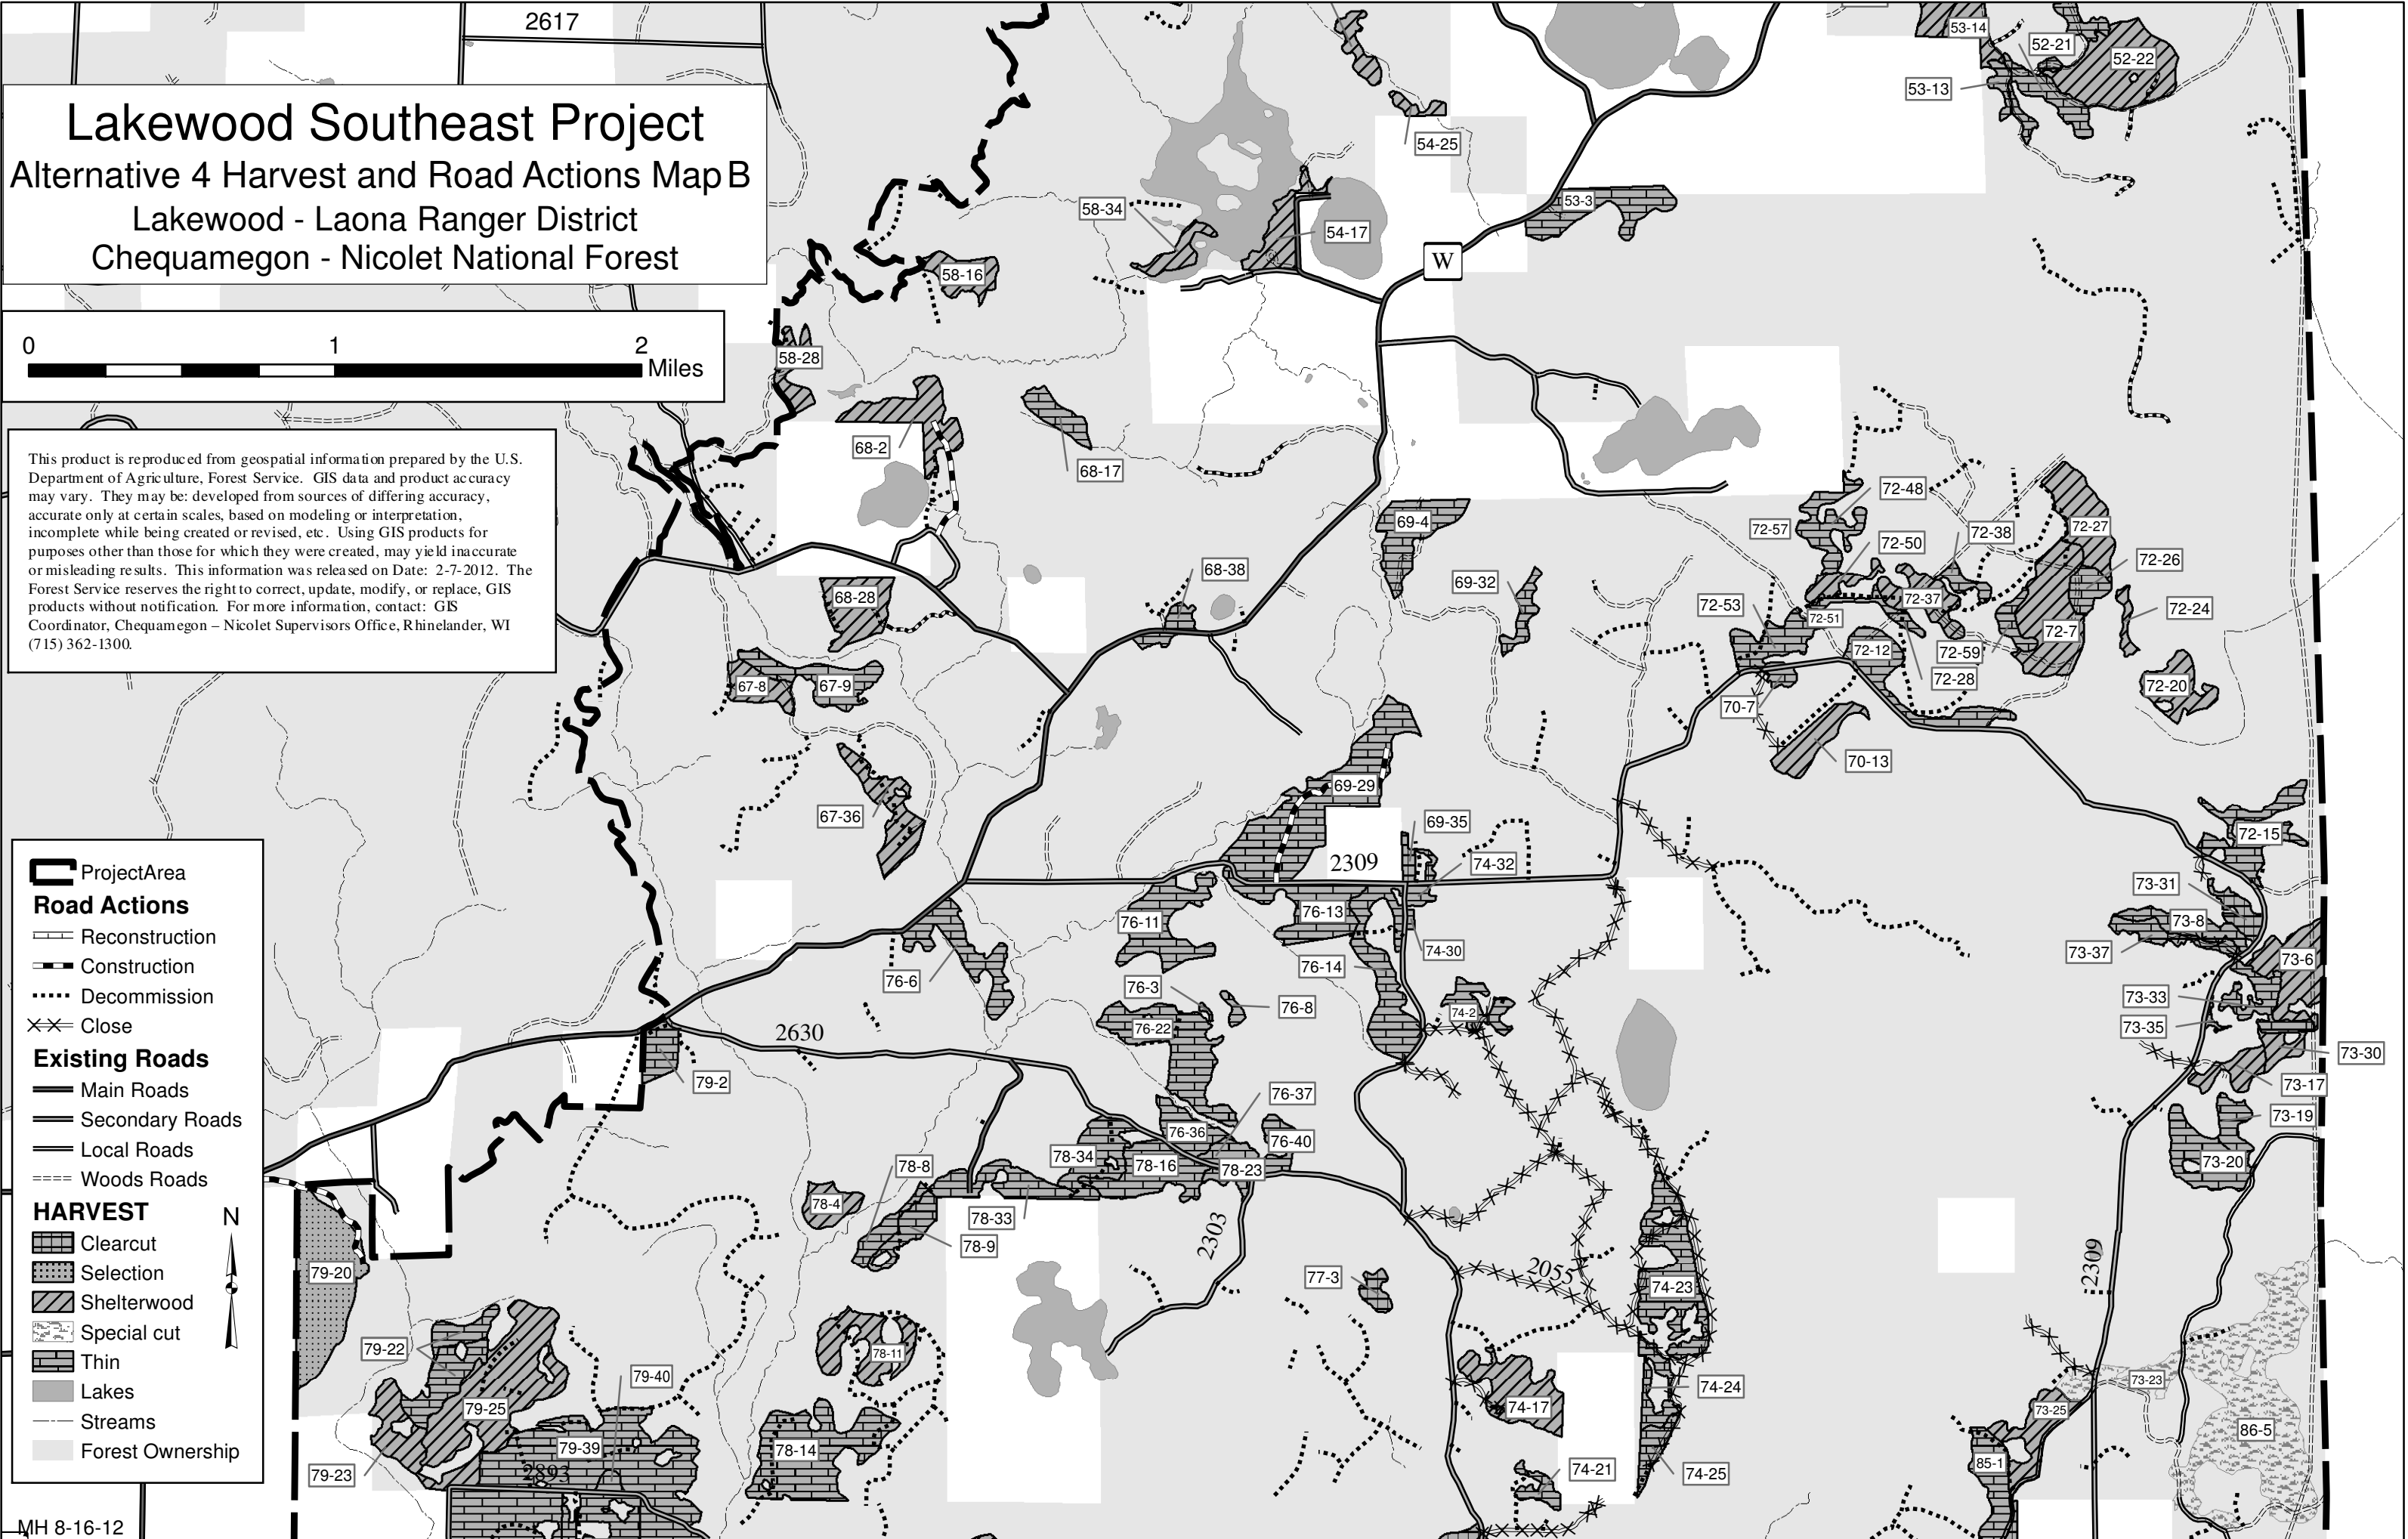 2617
Lakewood Southeast Project
Alternative 4 Harvest and Road Actions Map B
Lakewood - Laona Ranger District
Chequamegon - Nicolet National Forest
0 1 2
Miles
This product is reproduced from geospatial information prepared by the U.S.
Department of Agriculture, Forest Service. GIS data and product accuracy
may vary. They may be: developed from sources of differing accuracy,
accurate only at certain scales, based on modeling or interpretation,
incomplete while being created or revised, etc. Using GIS products for
purposes other than those for which they were created, may yield inaccurate
or misleading results. This information was released on Date: 2-7-2012. The
Forest Service reserves the right to correct, update, modify, or replace, GIS
products without notification. For more information, contact: GIS
Coordinator, Chequamegon – Nicolet Supervisors Office, Rhinelander, WI
(715) 362-1300.
ProjectArea
Road Actions
Reconstruction
Construction
Decommission
Close
Existing Roads
Main Roads
Secondary Roads
Local Roads
Woods Roads
HARVEST
N
Clearcut
Selection
Shelterwood
Special cut
Thin
Lakes
Streams
Forest Ownership
MH 8-16-12
53-14
52-21
52-22
53-13
54-25
58-34
53-3
54-17
W
58-16
58-28
68-2
68-17
72-48
69-4
72-57
72-27
72-38
72-50
72-26
68-38
69-32
68-28
72-37
72-53
72-24
72-51
72-7
72-12
72-59
72-28
67-8
67-9
72-20
70-7
70-13
69-29
67-36
69-35
72-15
2309
74-32
73-31
76-13
76-11
73-8
74-30
73-37
73-6
76-14
76-6
76-3
73-33
76-8
74-2
73-35
76-22
2630
73-30
79-2
73-17
76-37
73-19
76-36
76-40
78-34
78-16
78-23
73-20
78-8
78-4
78-33
2303
78-9
2309
79-20
2055
77-3
74-23
79-22
78-11
79-40
73-23
74-24
79-25
74-17
73-25
86-5
79-39
78-14
85-1
79-23
2893
74-21
74-25